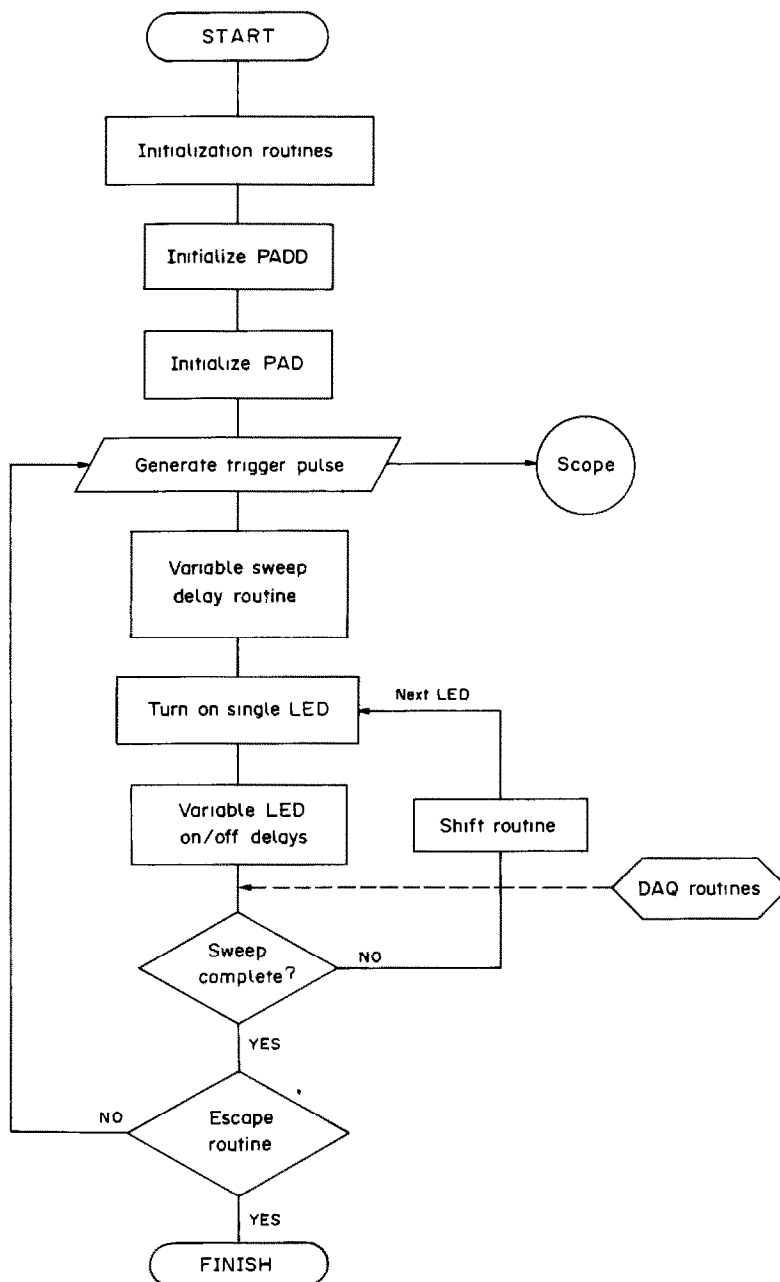 START
Initialization routines
Initialize PADD
Initialize PAD
Generate trigger pulse
Scope
Variable sweep
delay routine
Next LED
Turn on single LED
Variable LED
on/off delays
Shift routine
DAQ routines
Sweep
complete?
NO
YES
NO
Escape
routine
YES
FINISH